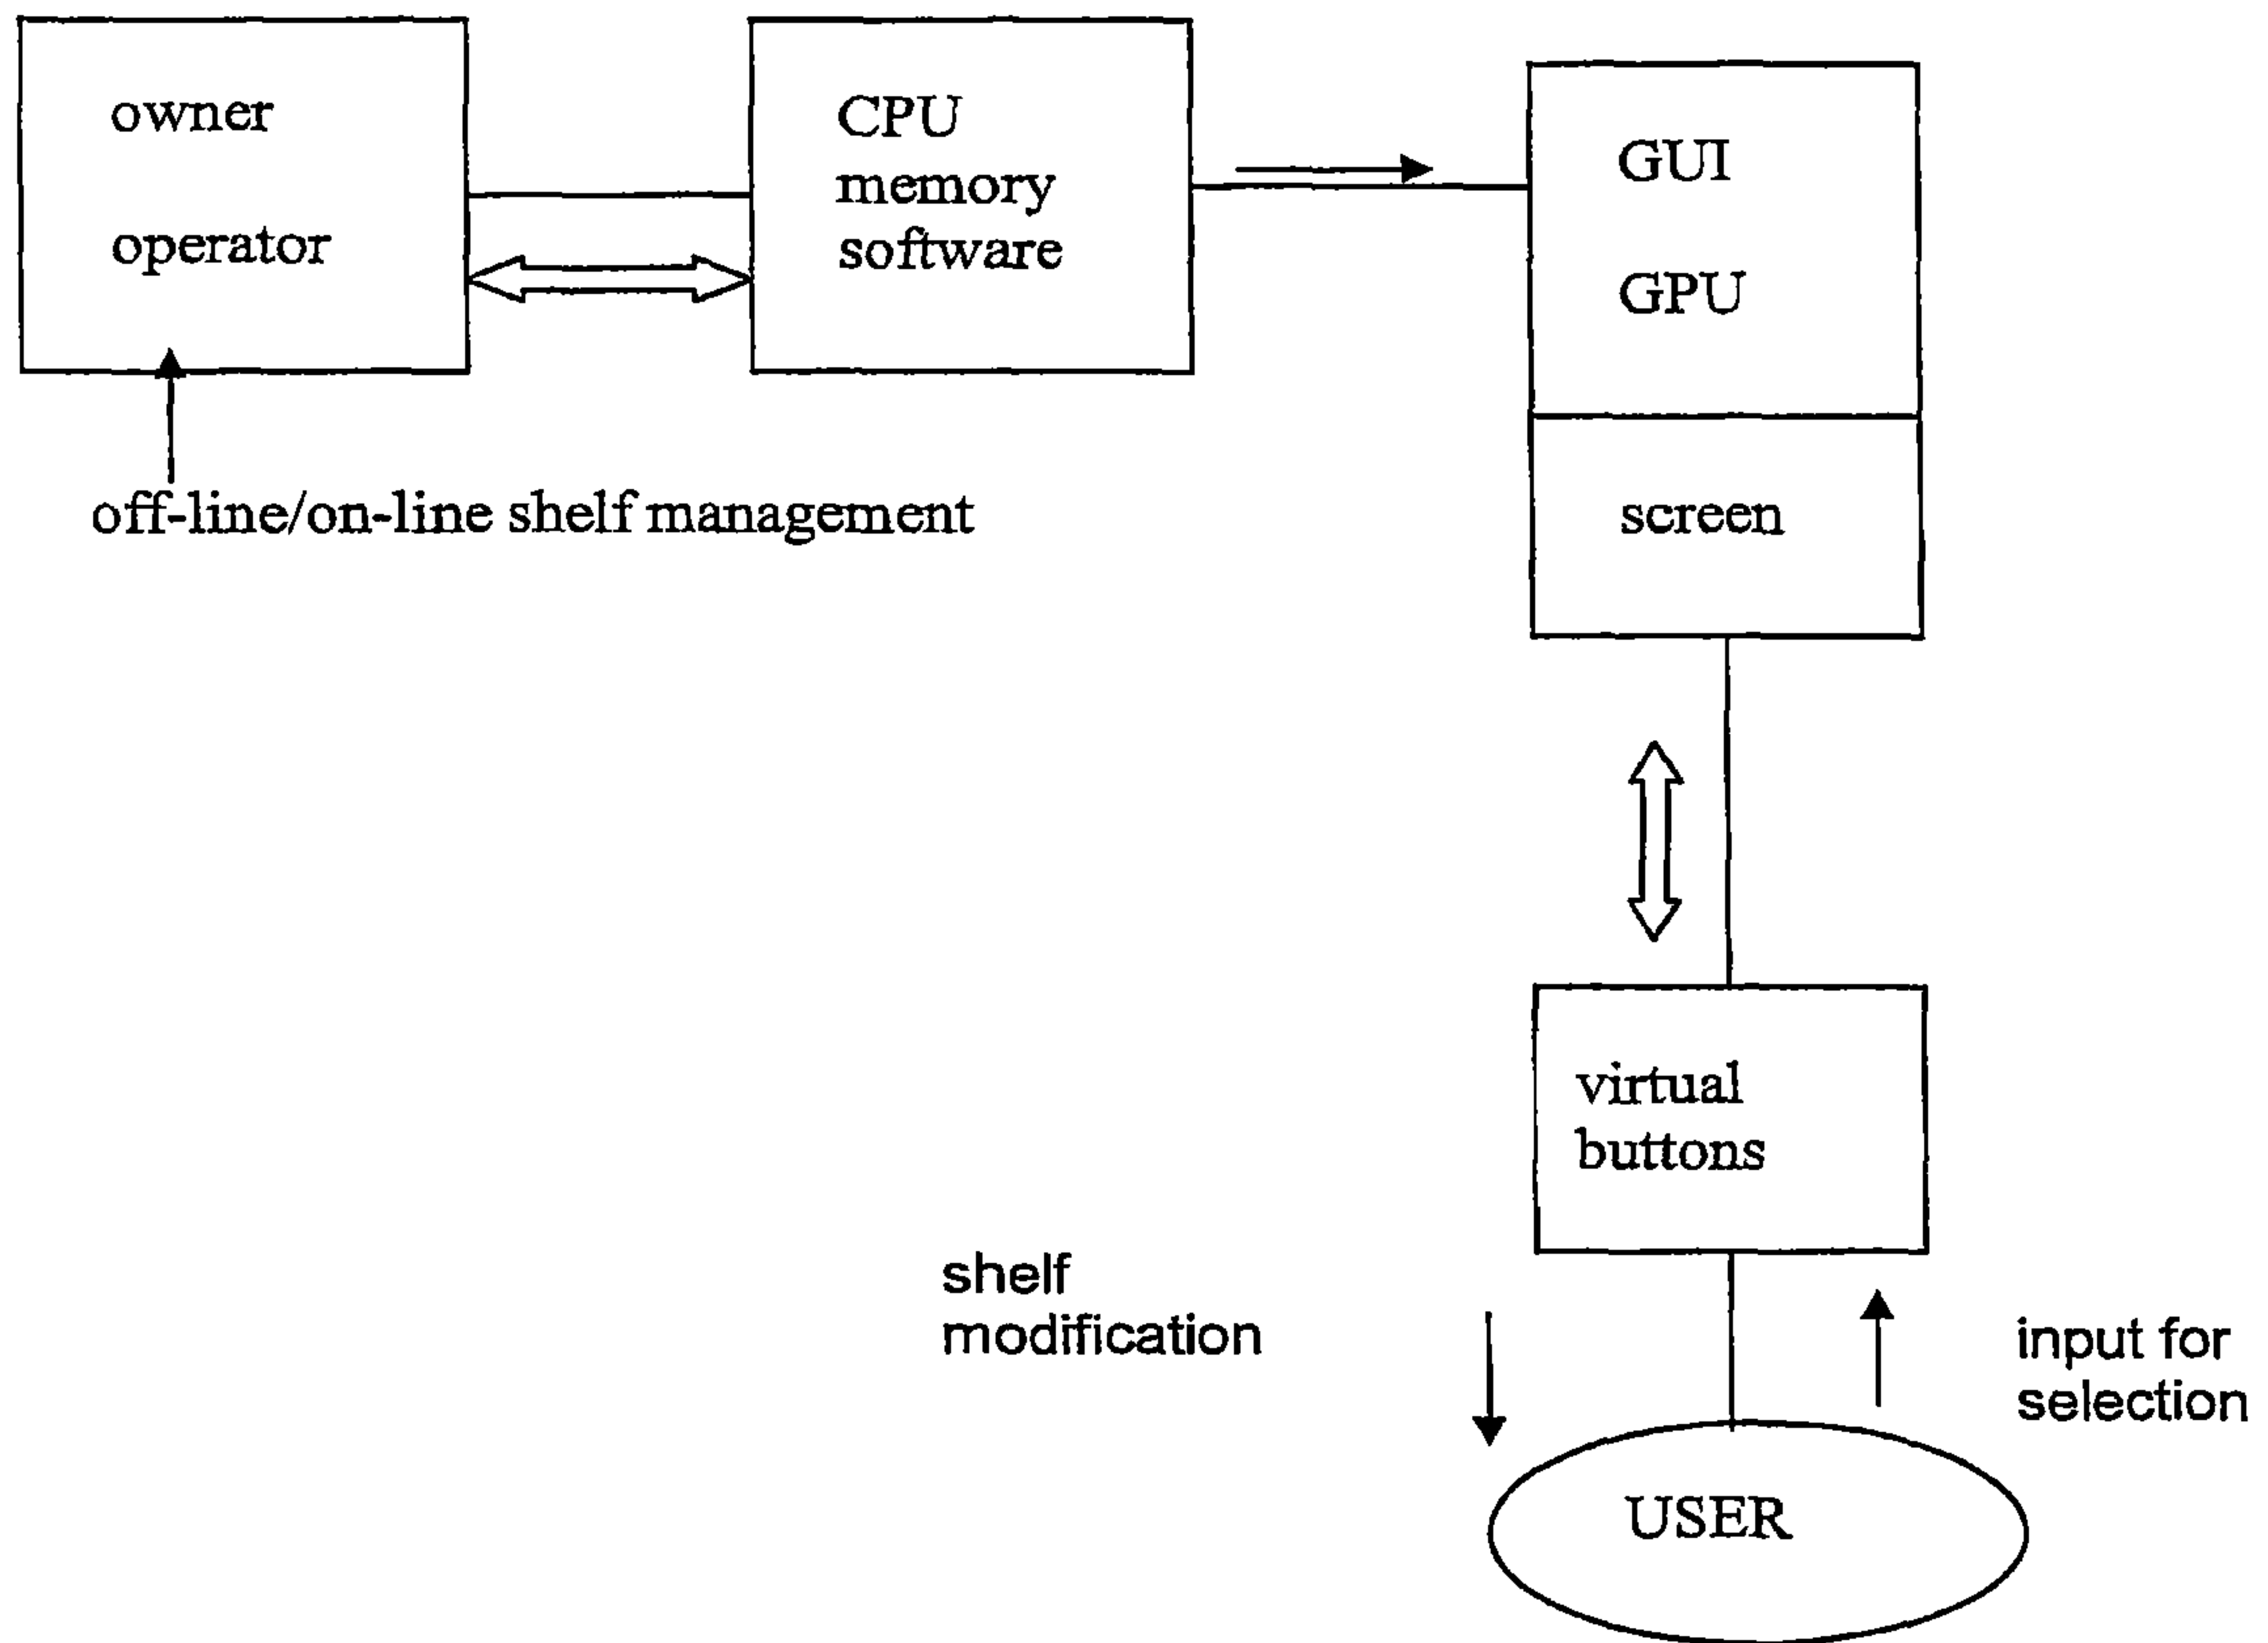 owner
operator
CPU
memory
software
GUI
GPU
off-line/on-line shelf management
screen
virtual
buttons
shelf
modification
input for
selection
USER